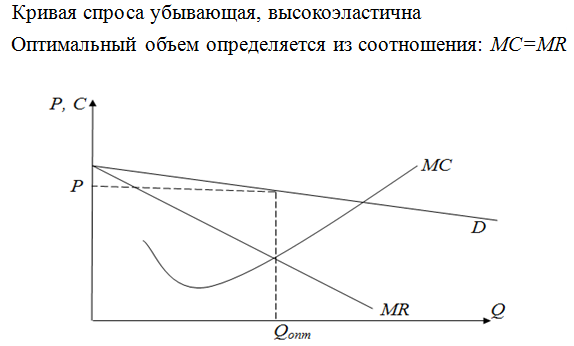 Кривая спроса убывающая, высокоэластична
Оптимальный объем определяется из соотношения: MC=MR
P, C
MC
P
D
MR
Q
Qопт